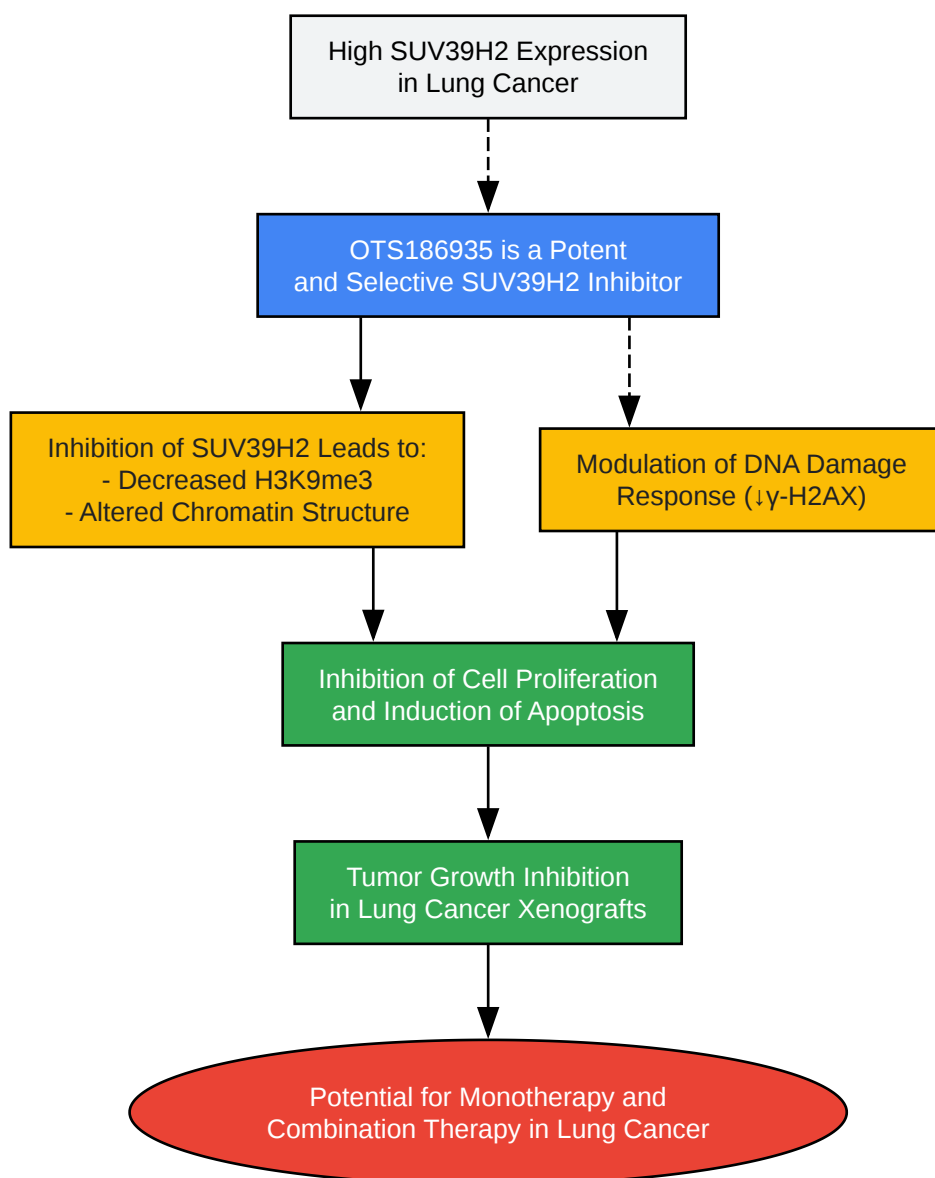 High SUV39H2 Expression
in Lung Cancer
OTS186935 is a Potent
and Selective SUV39H2 Inhibitor
Inhibition of SUV39H2 Leads to:
- Decreased H3K9me3
- Altered Chromatin Structure
Modulation of DNA Damage
Response (↓γ-H2AX)
Inhibition of Cell Proliferation
and Induction of Apoptosis
Tumor Growth Inhibition
in Lung Cancer Xenografts
Potential for Monotherapy and
Combination Therapy in Lung Cancer